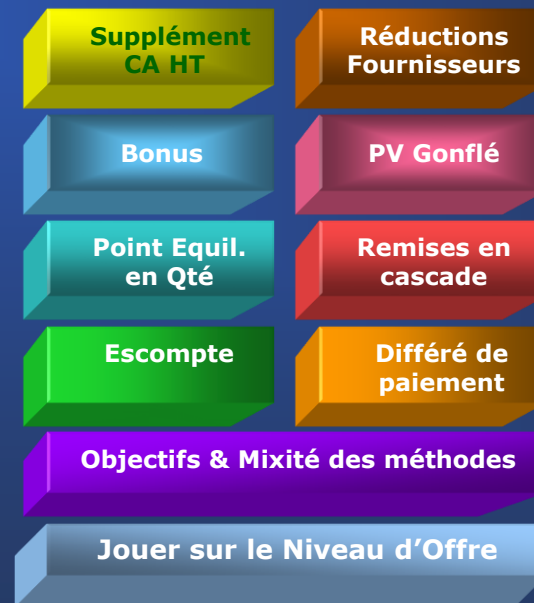 Supplément
CA HT
Réductions
Fournisseurs
Bonus
PV Gonflé
Point Equil.
en Qté
Remises en
cascade
Escompte
Différé de
paiement
Objectifs & Mixité des méthodes
Jouer sur le Niveau d’Offre